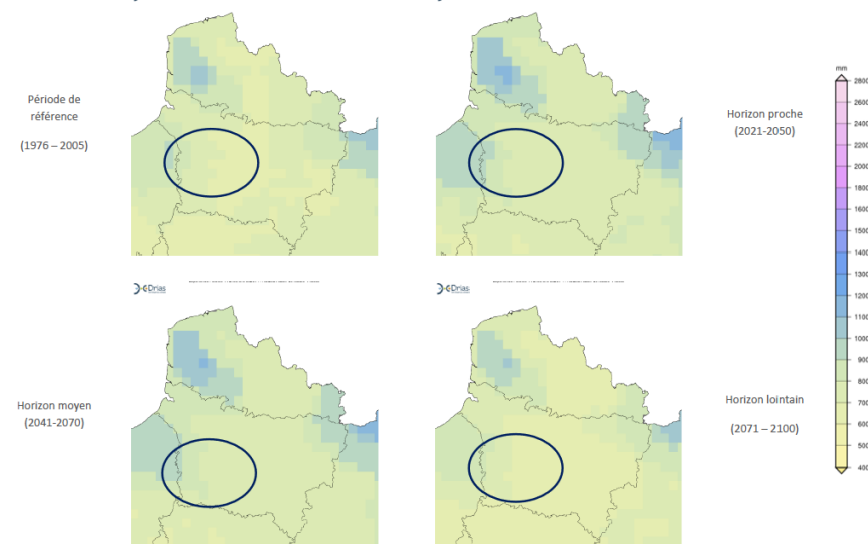 Période de
référence
(1976 – 2005)
Horizon proche
(2021-2050)
mm
2800
2600
2400
2200
2000
1800
1600
1500
1400
1300
1200
1100
1000
900
800
700
600
500
400
Drias
Drias
Horizon moyen
(2041-2070)
Horizon lointain
(2071 – 2100)